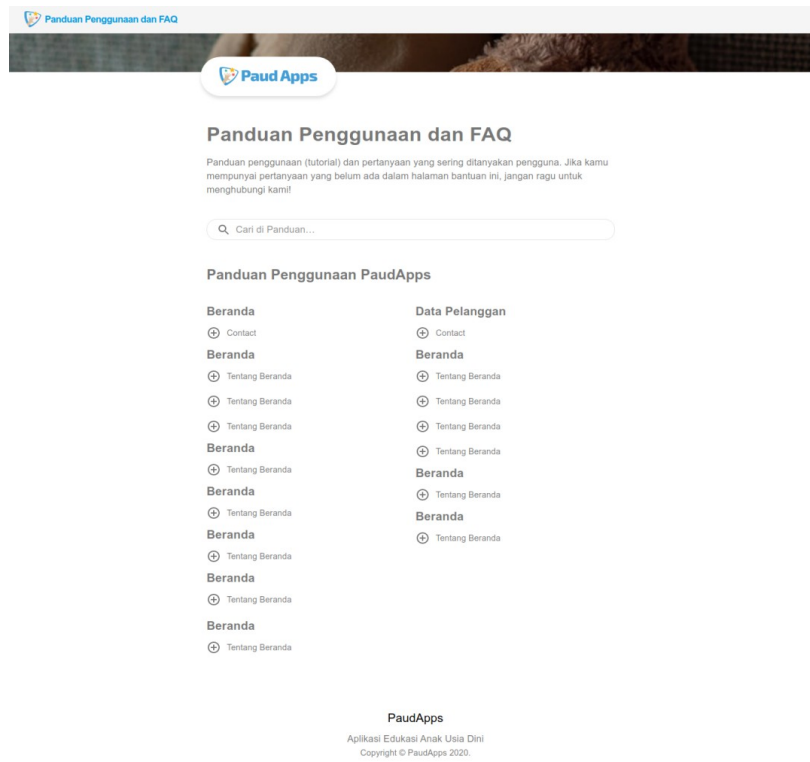 Panduan Penggunaan dan FAQ
Paud Apps
Panduan Penggunaan dan FAQ
Panduan penggunaan (tutorial) dan pertanyaan yang sering ditanyakan pengguna. Jika kamu
mempunyai pertanyaan yang belum ada dalam halaman bantuan ini, jangan ragu untuk
menghubungi kami!
Cari di Panduan...
Panduan Penggunaan PaudApps
Beranda
Contact
Beranda
Tentang Beranda
Tentang Beranda
Tentang Beranda
Beranda
Tentang Beranda
Beranda
Tentang Beranda
Beranda
Tentang Beranda
Beranda
Tentang Beranda
Beranda
Tentang Beranda
Data Pelanggan
Contact
Beranda
Tentang Beranda
Tentang Beranda
Tentang Beranda
Tentang Beranda
Beranda
Tentang Beranda
Beranda
Tentang Beranda
PaudApps
Aplikasi Edukasi Anak Usia Dini
Copyright © PaudApps 2020.